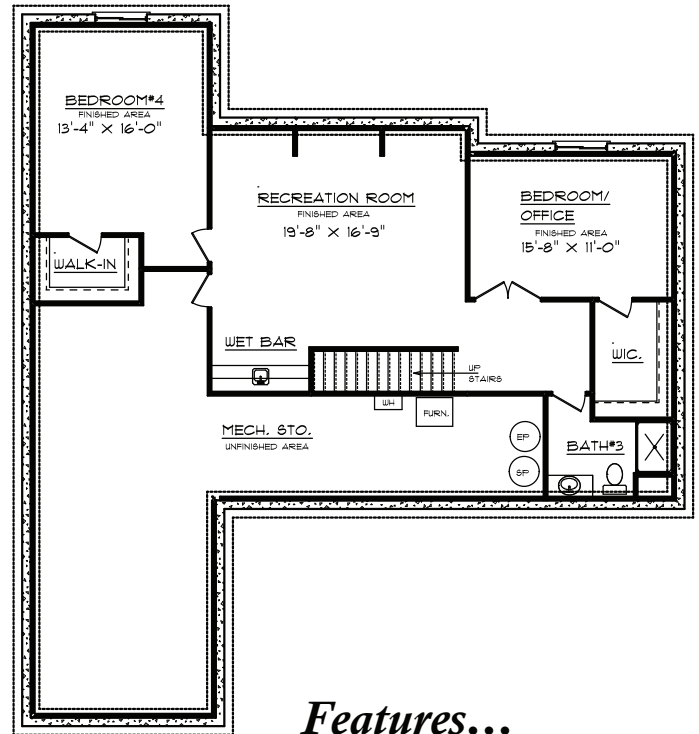 BEDROOM#4
FINISHED AREA
13'-4" X 16'-0"
WALK-IN
RECREATION ROOM
FINISHED AREA
19'-8" X 16'-9"
BEDROOM/
OFFICE
FINISHED AREA
15'-8" X 11'-0"
WET BAR
UP
STAIRS
WIC.
WH
FURN.
MECH. STO.
UNFINISHED AREA
EP
SP
BATH#3
Features...